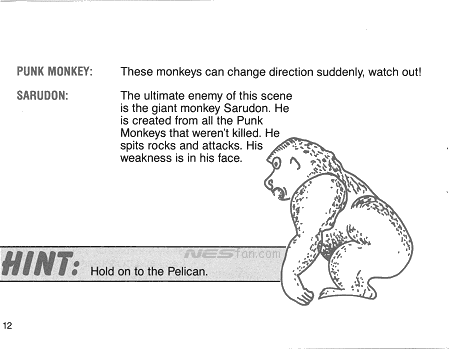 PUNK MONKEY: These monkeys can change direction suddenly, watch out!
SARUDON: The ultimate enemy of this scene
is the giant monkey Sarudon. He
is created from all the Punk
Monkeys that weren't killed. He
spits rocks and attacks. His
weakness is in his face.
NESfan.com
HINT: Hold on to the Pelican.
12